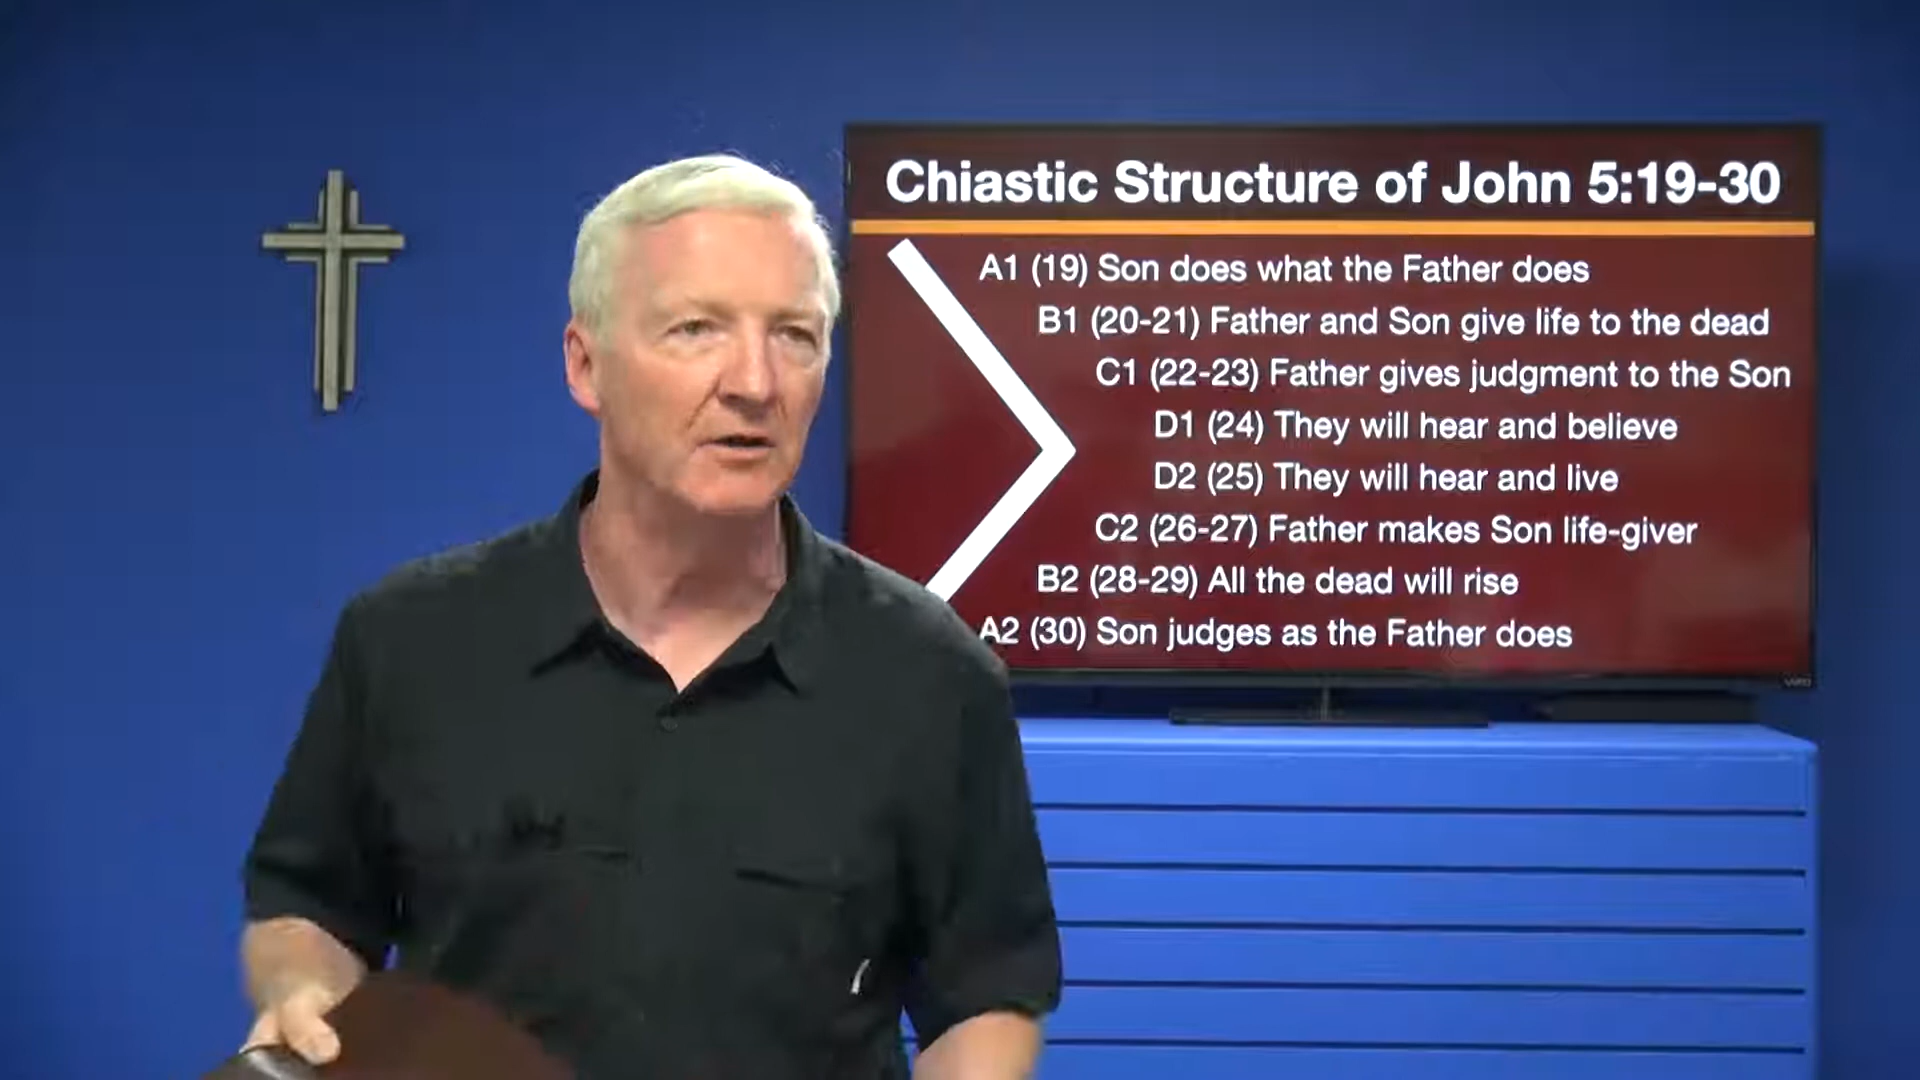 Chiastic Structure of John 5:19-30
A1 (19) Son does what the Father does
B1 (20-21) Father and Son give life to the dead
C1 (22-23) Father gives judgment to the Son
D1 (24) They will hear and believe
D2 (25) They will hear and live
C2 (26-27) Father makes Son life-giver
B2 (28-29) All the dead will rise
A2 (30) Son judges as the Father does